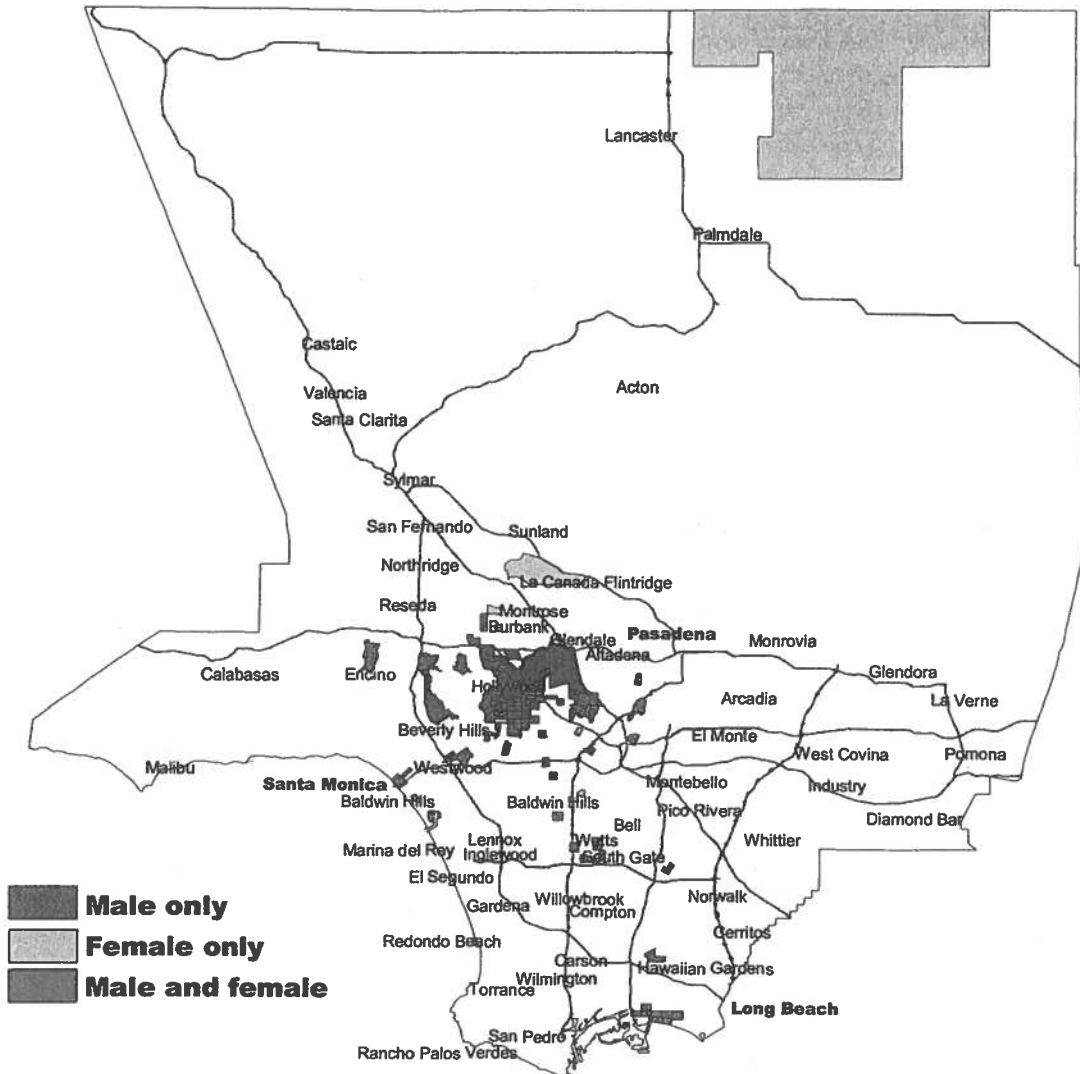 Lancaster
Palmdale
Castaic
Acton
Valencia
Santa Clarita
Sylmar
San Fernando
Sunland
Northridge
La Canada Flintridge
Reseda
Montrose
Burbank
Glendale
Pasadena
Monrovia
Altadena
Calabasas
Encino
Glendora
Hollywood
Arcadia
La Verne
Beverly Hills
El Monte
West Covina
Pomona
Malibu
Westwood
Santa Monica
Montebello
Industry
Baldwin Hills
Baldwin Hills
Pico Rivera
Diamond Bar
Bell
Lennox
Watts
Whittier
Marina del Rey
Inglewood
South Gate
El Segundo
Male only
Willowbrook
Norwalk
Gardena
Compton
Female only
Redondo Beach
Cerritos
Carson
Hawaiian Gardens
Wilmington
Male and female
Torrance
Long Beach
San Pedro
Rancho Palos Verdes